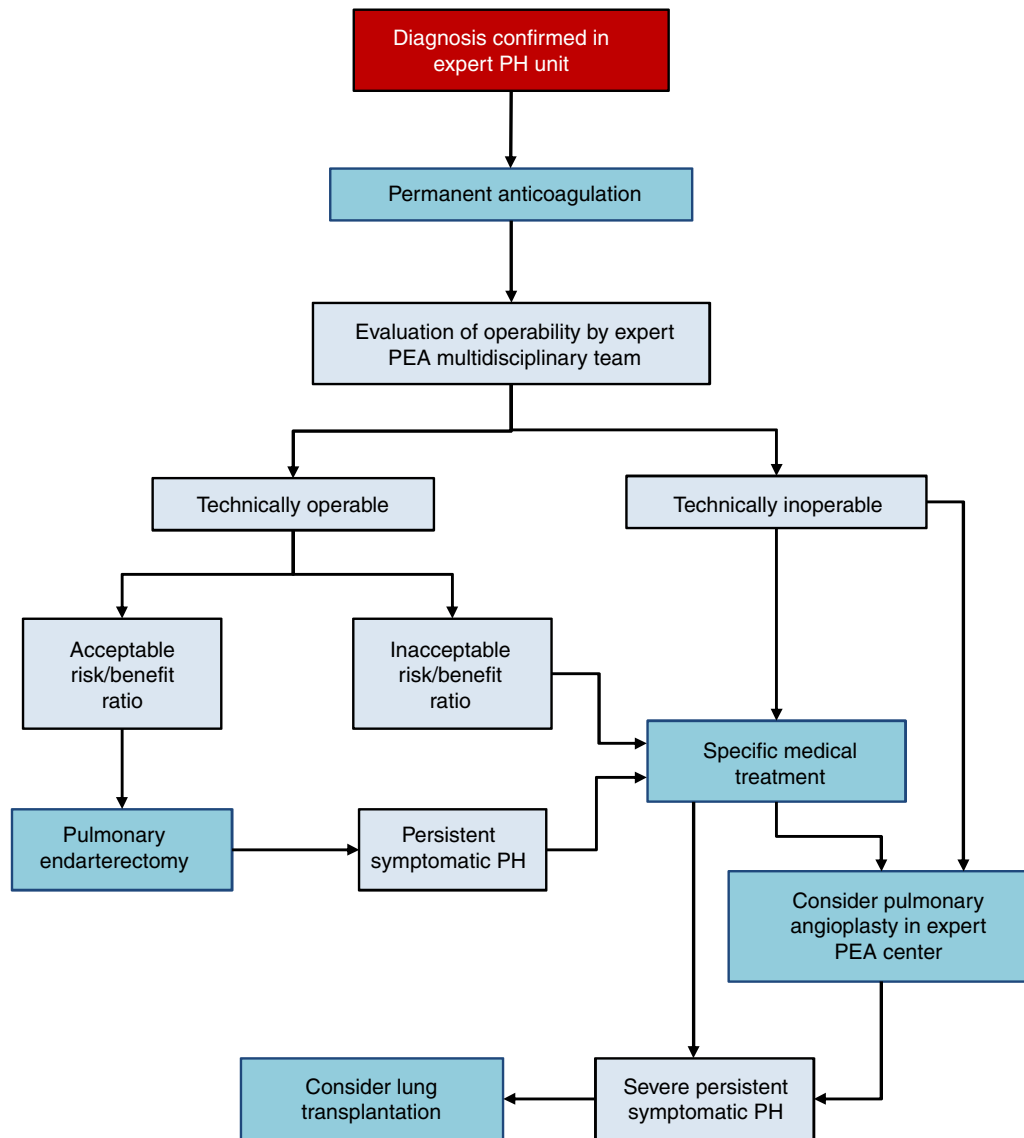 Diagnosis confirmed in
expert PH unit
Permanent anticoagulation
Evaluation of operability by expert
PEA multidisciplinary team
Technically operable
Technically inoperable
Acceptable
risk/benefit
ratio
Inacceptable
risk/benefit
ratio
Specific medical
treatment
Pulmonary
endarterectomy
Persistent
symptomatic PH
Consider pulmonary
angioplasty in expert
PEA center
Consider lung
transplantation
Severe persistent
symptomatic PH